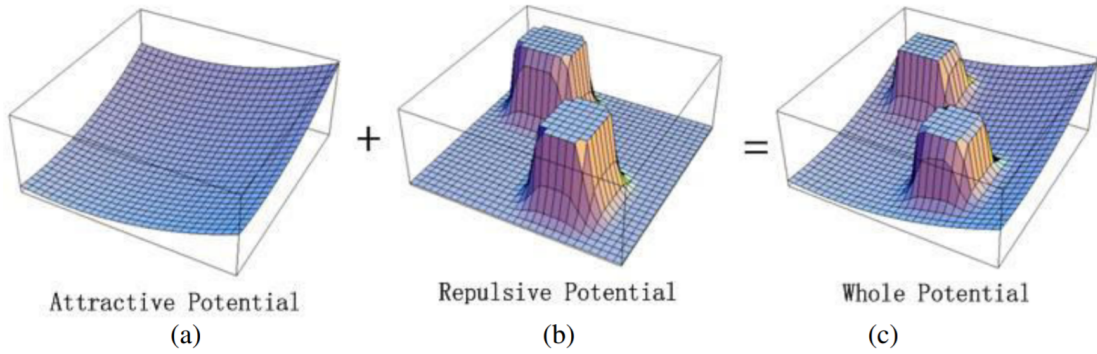 +
=
Attractive Potential
Repulsive Potential
Whole Potential
(a)
(b)
(c)